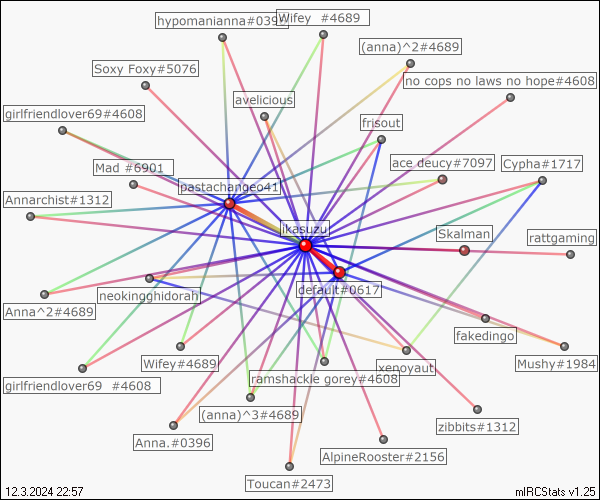 hypomanianna#039
Wifey  #4689
(anna)^2#4689
Soxy Foxy#5076
no cops no laws no hope#4608
avelicious
girlfriendlover69#4608
frisout
Mad #6901
ace deucy#7097
Cypha#1717
pastachangeo41
Annarchist#1312
ikasuzu
Skalman
rattgaming
default#0617
neokingghidorah
Anna^2#4689
fakedingo
Wifey#4689
xenoyaut
Mushy#1984
ramshackle gorey#4608
girlfriendlover69  #4608
(anna)^3#4689
zibbits#1312
Anna.#0396
AlpineRooster#2156
Toucan#2473
12.3.2024 22:57
mIRCStats v1.25